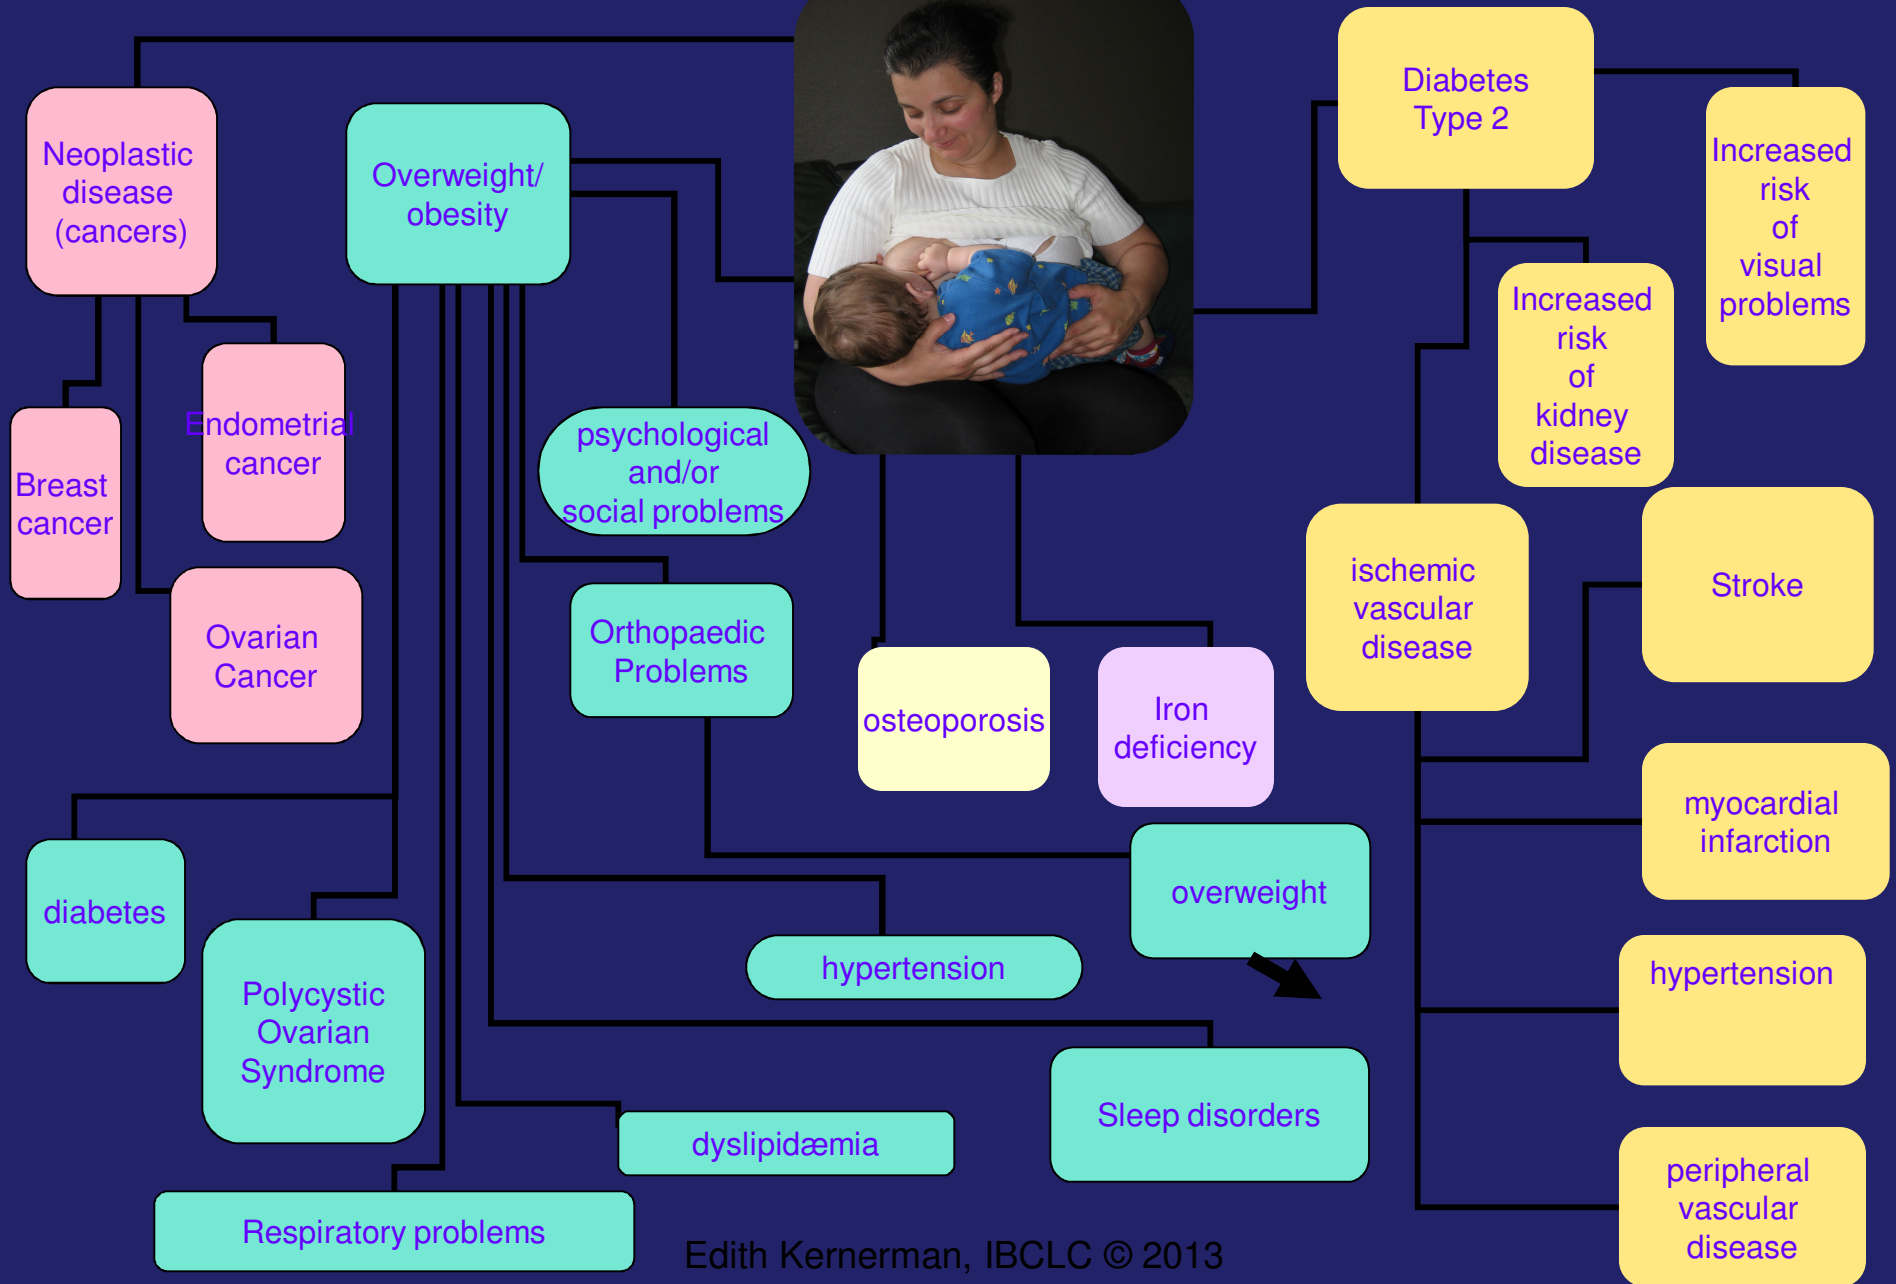 Neoplastic
disease
(cancers)
Breast
cancer
Endometrial
cancer
Ovarian
Cancer
Overweight/
obesity
psychological
and/or
social problems
Orthopaedic
Problems
overweight
diabetes
Polycystic
Ovarian
Syndrome
hypertension
Sleep disorders
dyslipidæmia
Respiratory problems
osteoporosis
Iron
deficiency
Diabetes
Type 2
Increased
risk
of
visual
problems
Increased
risk
of
kidney
disease
ischemic
vascular
disease
Stroke
myocardial
infarction
hypertension
peripheral
vascular
disease
Edith Kernerman, IBCLC © 2013